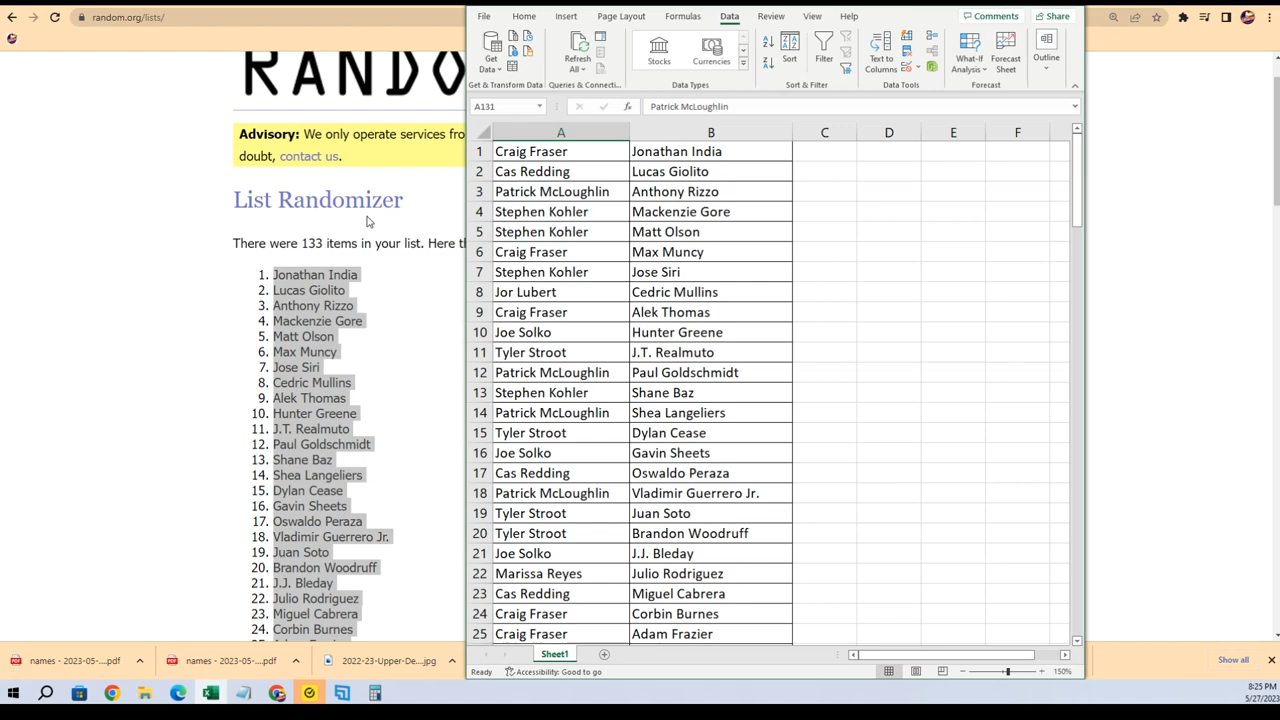 random.org/lists/
RANDO
Advisory: We only operate services fro
doubt, contact us.
List Randomizer
There were 133 items in your list. Here th
1. Jonathan India
2. Lucas Giolito
3. Anthony Rizzo
4. Mackenzie Gore
5. Matt Olson
6. Max Muncy
7. Jose Siri
8. Cedric Mullins
9. Alek Thomas
10. Hunter Greene
11. J.T. Realmuto
12. Paul Goldschmidt
13. Shane Baz
14. Shea Langeliers
15. Dylan Cease
16. Gavin Sheets
17. Oswaldo Peraza
18. Vladimir Guerrero Jr.
19. Juan Soto
20. Brandon Woodruff
21. J.J. Bleday
22. Julio Rodriguez
23. Miguel Cabrera
24. Corbin Burnes
File Home Insert Page Layout Formulas Data Review View Help Comments Share
Get Data Refresh All Stocks Currencies Sort Filter Text to Columns What-If Analysis Forecast Sheet Outline
Get & Transform Data Queries & Connecti... Data Types Sort & Filter Data Tools Forecast
A131 fx Patrick McLoughlin
A B C D E F
1 Craig Fraser Jonathan India
2 Cas Redding Lucas Giolito
3 Patrick McLoughlin Anthony Rizzo
4 Stephen Kohler Mackenzie Gore
5 Stephen Kohler Matt Olson
6 Craig Fraser Max Muncy
7 Stephen Kohler Jose Siri
8 Jor Lubert Cedric Mullins
9 Craig Fraser Alek Thomas
10 Joe Solko Hunter Greene
11 Tyler Stroot J.T. Realmuto
12 Patrick McLoughlin Paul Goldschmidt
13 Stephen Kohler Shane Baz
14 Patrick McLoughlin Shea Langeliers
15 Tyler Stroot Dylan Cease
16 Joe Solko Gavin Sheets
17 Cas Redding Oswaldo Peraza
18 Patrick McLoughlin Vladimir Guerrero Jr.
19 Tyler Stroot Juan Soto
20 Tyler Stroot Brandon Woodruff
21 Joe Solko J.J. Bleday
22 Marissa Reyes Julio Rodriguez
23 Cas Redding Miguel Cabrera
24 Craig Fraser Corbin Burnes
25 Craig Fraser Adam Frazier
Sheet1
Ready Accessibility: Good to go 150%
names - 2023-05-....pdf names - 2023-05-....pdf 2022-23-Upper-De....jpg Show all
8:25 PM
5/27/2023